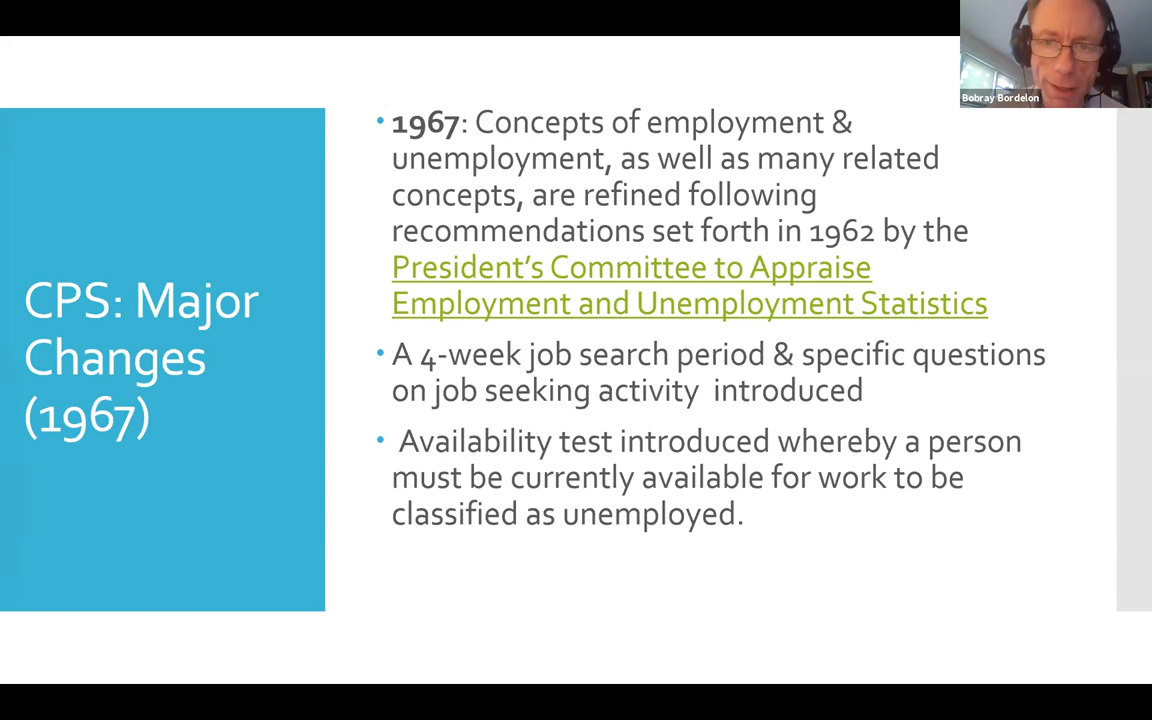 Bobray Bordelon
CPS: Major
Changes
(1967)
• 1967: Concepts of employment &
unemployment, as well as many related
concepts, are refined following
recommendations set forth in 1962 by the
President's Committee to Appraise
Employment and Unemployment Statistics
• A 4-week job search period & specific questions
on job seeking activity introduced
• Availability test introduced whereby a person
must be currently available for work to be
classified as unemployed.